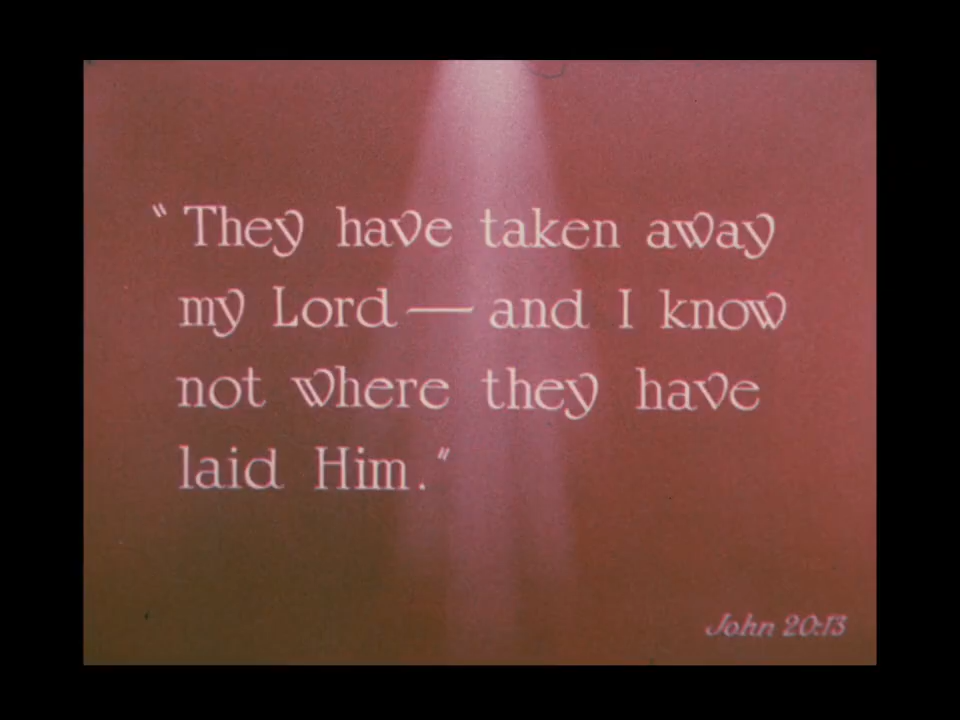 "They have taken away
my Lord — and I know
not where they have
laid Him."
John 20:13